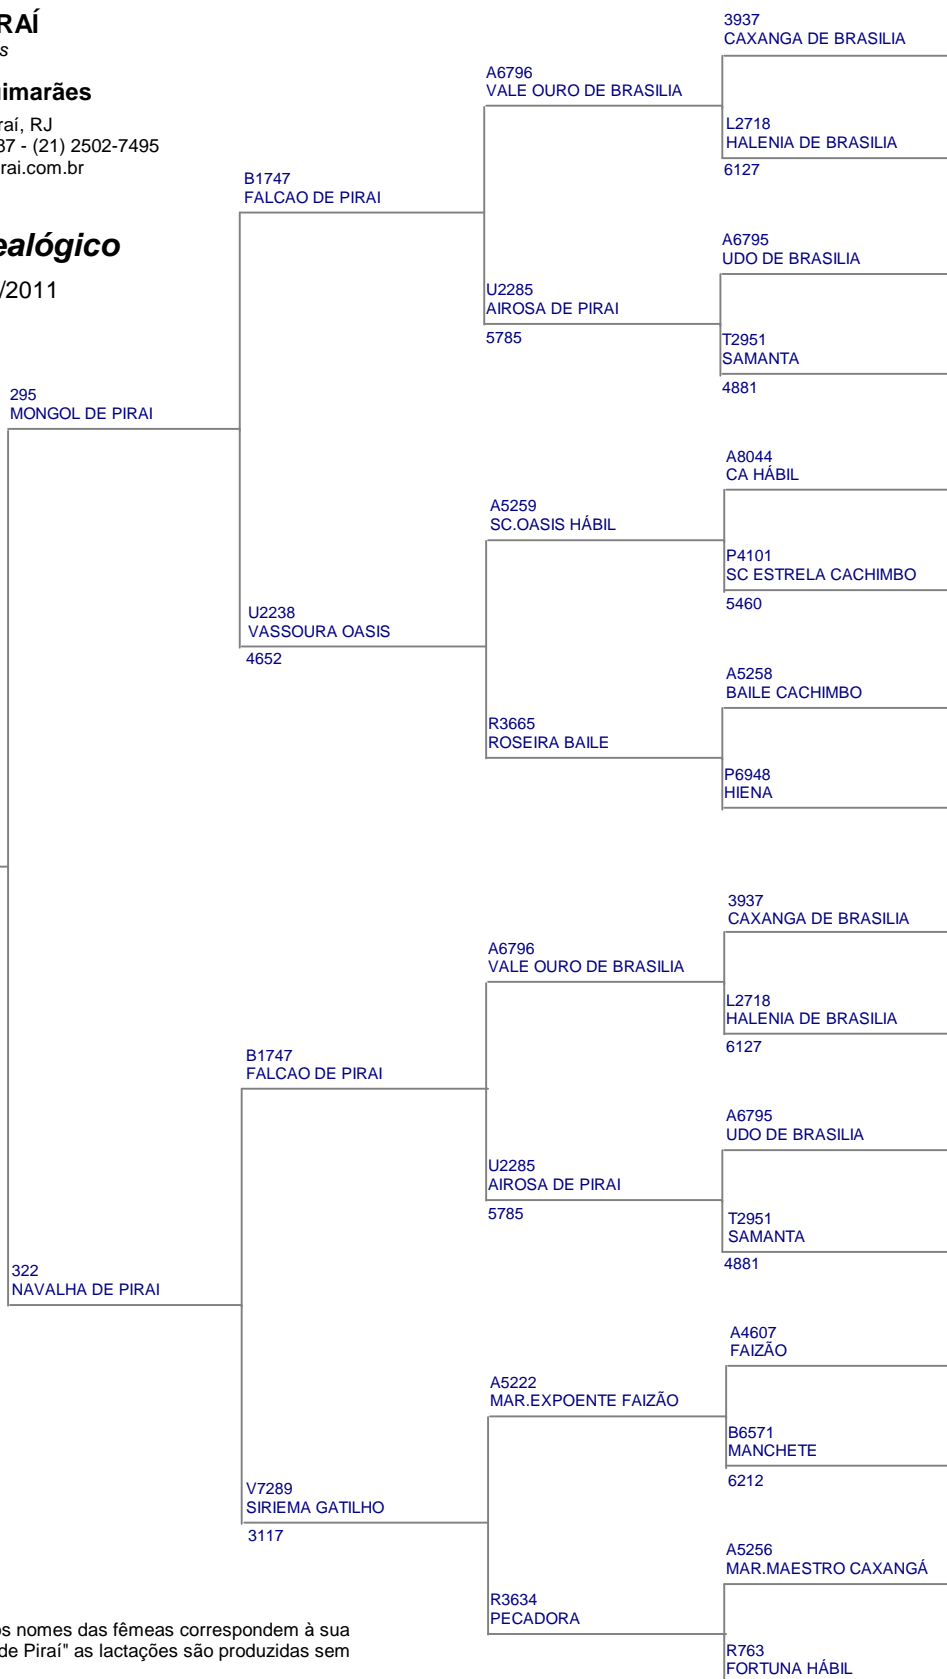 RAÍ
s
uimarães
raí, RJ
87 - (21) 2502-7495
rai.com.br
ealógico
/2011
3937
CAXANGA DE BRASILIA
A6796
VALE OURO DE BRASILIA
L2718
HALENIA DE BRASILIA
6127
B1747
FALCAO DE PIRAI
A6795
UDO DE BRASILIA
U2285
AIROSA DE PIRAI
5785
T2951
SAMANTA
4881
295
MONGOL DE PIRAI
A8044
CA HÁBIL
A5259
SC.OASIS HÁBIL
P4101
SC ESTRELA CACHIMBO
5460
U2238
VASSOURA OASIS
4652
A5258
BAILE CACHIMBO
R3665
ROSEIRA BAILE
P6948
HIENA
3937
CAXANGA DE BRASILIA
A6796
VALE OURO DE BRASILIA
L2718
HALENIA DE BRASILIA
6127
B1747
FALCAO DE PIRAI
A6795
UDO DE BRASILIA
U2285
AIROSA DE PIRAI
5785
T2951
SAMANTA
4881
322
NAVALHA DE PIRAI
A4607
FAIZÃO
A5222
MAR.EXPOENTE FAIZÃO
B6571
MANCHETE
6212
V7289
SIRIEMA GATILHO
3117
A5256
MAR.MAESTRO CAXANGÁ
R3634
PECADORA
R763
FORTUNA HÁBIL
os nomes das fêmeas correspondem à sua
de Piraí" as lactações são produzidas sem